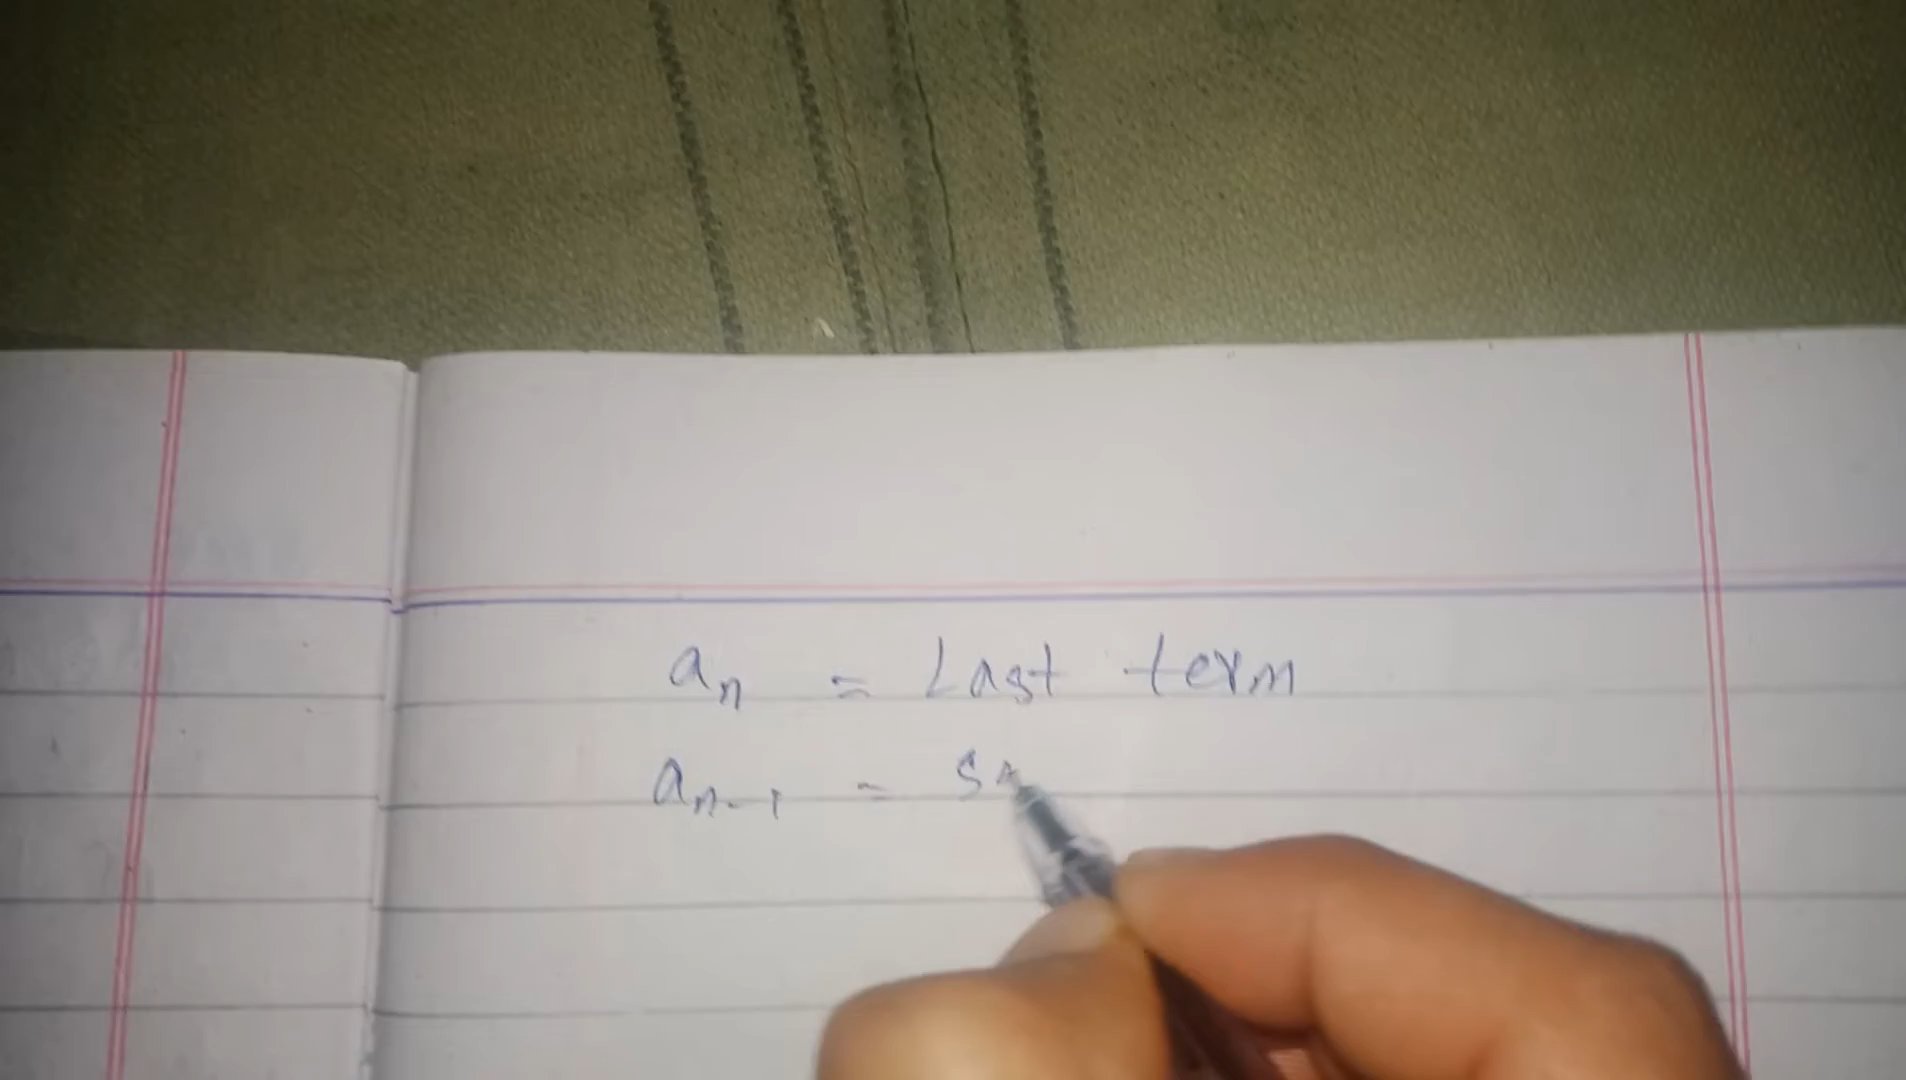 aₙ = Last term
aₙ₋₁ =